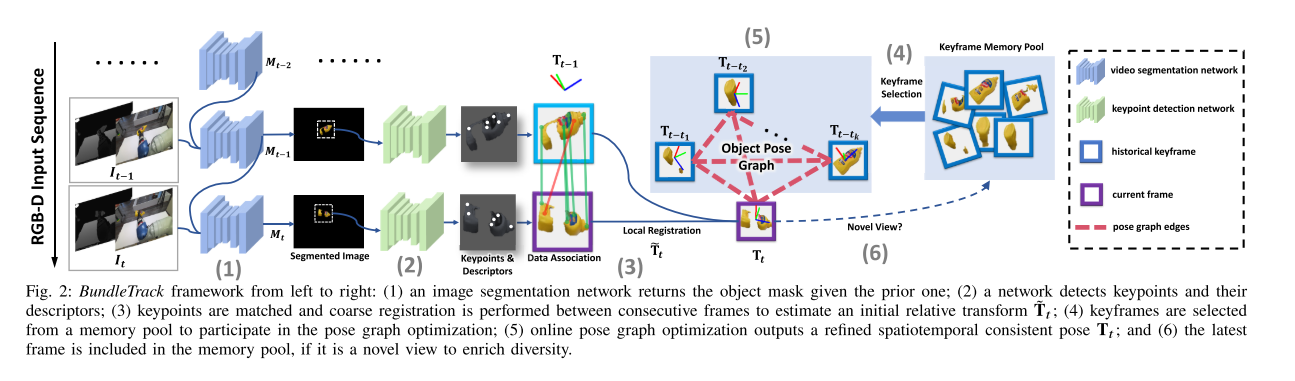 RGB-D Input Sequence
......
M_{t-2}
......
I_{t-1}
M_{t-1}
I_t
M_t
(1)
Segmented Image
(2)
Keypoints &
Descriptors
T_{t-1}
Data Association
(3)
Local Registration
T̃_t
(5)
T_{t-t_2}
T_{t-t_1}
...
T_{t-t_k}
Object Pose
Graph
T_t
(4)
Keyframe
Selection
Keyframe Memory Pool
Novel View?
(6)
video segmentation network
keypoint detection network
historical keyframe
current frame
pose graph edges
Fig. 2: BundleTrack framework from left to right: (1) an image segmentation network returns the object mask given the prior one; (2) a network detects keypoints and their
descriptors; (3) keypoints are matched and coarse registration is performed between consecutive frames to estimate an initial relative transform T̃_t; (4) keyframes are selected
from a memory pool to participate in the pose graph optimization; (5) online pose graph optimization outputs a refined spatiotemporal consistent pose T_t; and (6) the latest
frame is included in the memory pool, if it is a novel view to enrich diversity.